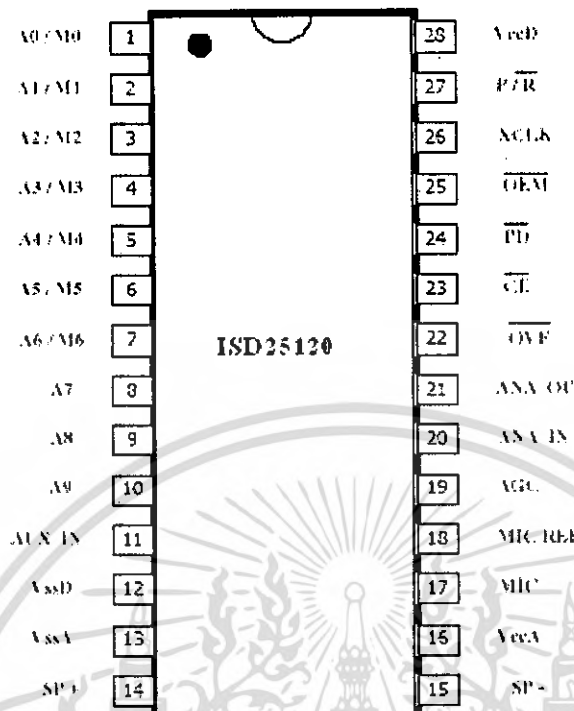 A0 / M0 1 28 VccD
A1 / M1 2 27 P / R
A2 / M2 3 26 XCLK
A3 / M3 4 25 OEM
A4 / M4 5 24 PD
A5 / M5 6 23 CE
A6 / M6 7 22 OVF
ISD25120
A7 8 21 ANA OU
A8 9 20 ANA IN
A9 10 19 AGC
AUX IN 11 18 MIC REF
VssD 12 17 MIC
VssA 13 16 VccA
SP + 14 15 SP -